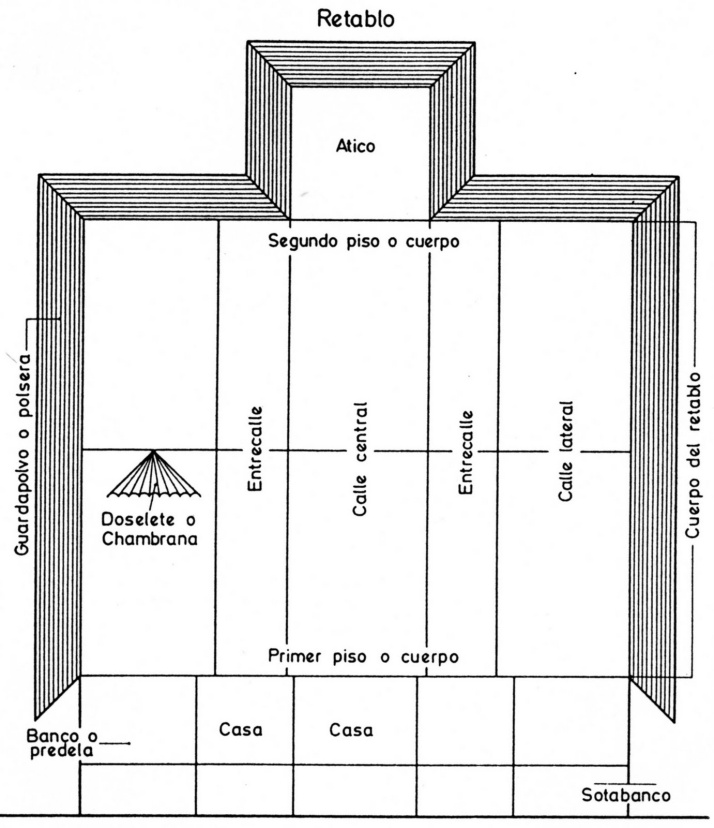 Retablo
Atico
Segundo piso o cuerpo
Guardapolvo o polsera
Entrecalle
Calle central
Entrecalle
Calle lateral
Cuerpo del retablo
Doselete o
Chambrana
Primer piso o cuerpo
Banco o
predela
Casa
Casa
Sotabanco